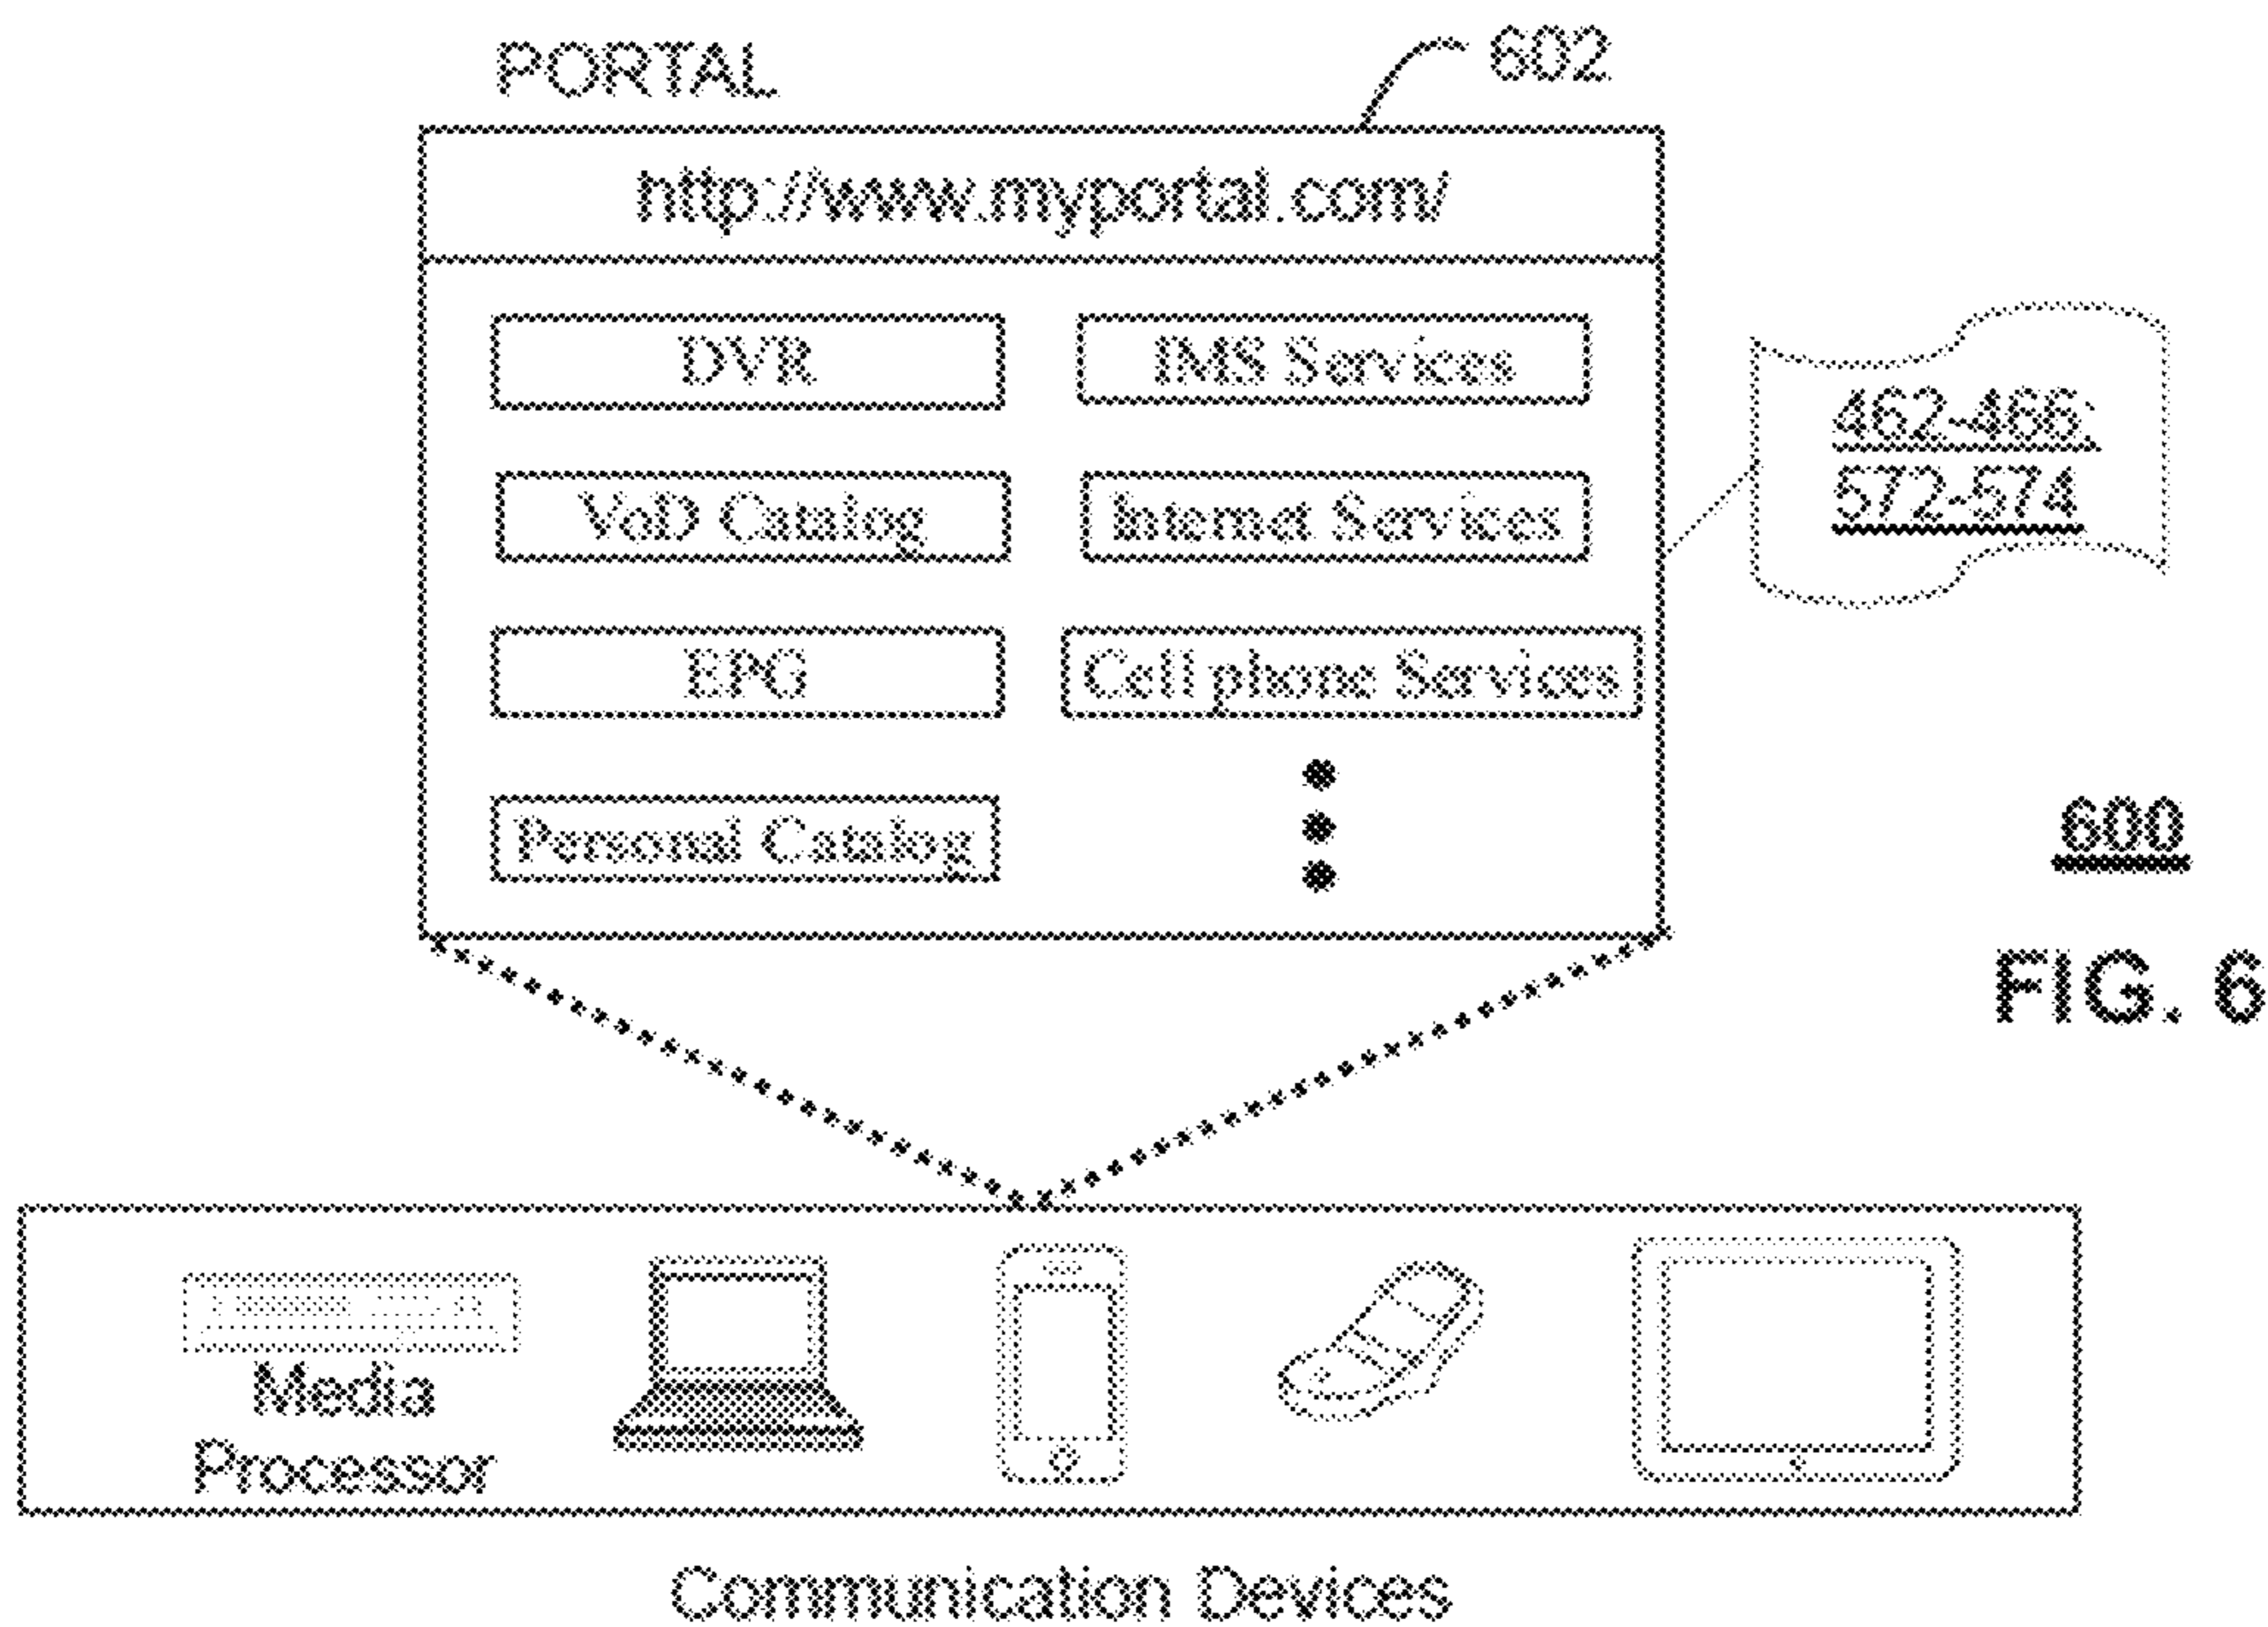 PORTAL
602
http://www.myportal.com/
DVR
IMS Services
VoD Catalog
Internet Services
EPG
Cell phone Services
Personal Catalog
462-466;
572-574
600
FIG. 6
Media
Processor
Communication Devices